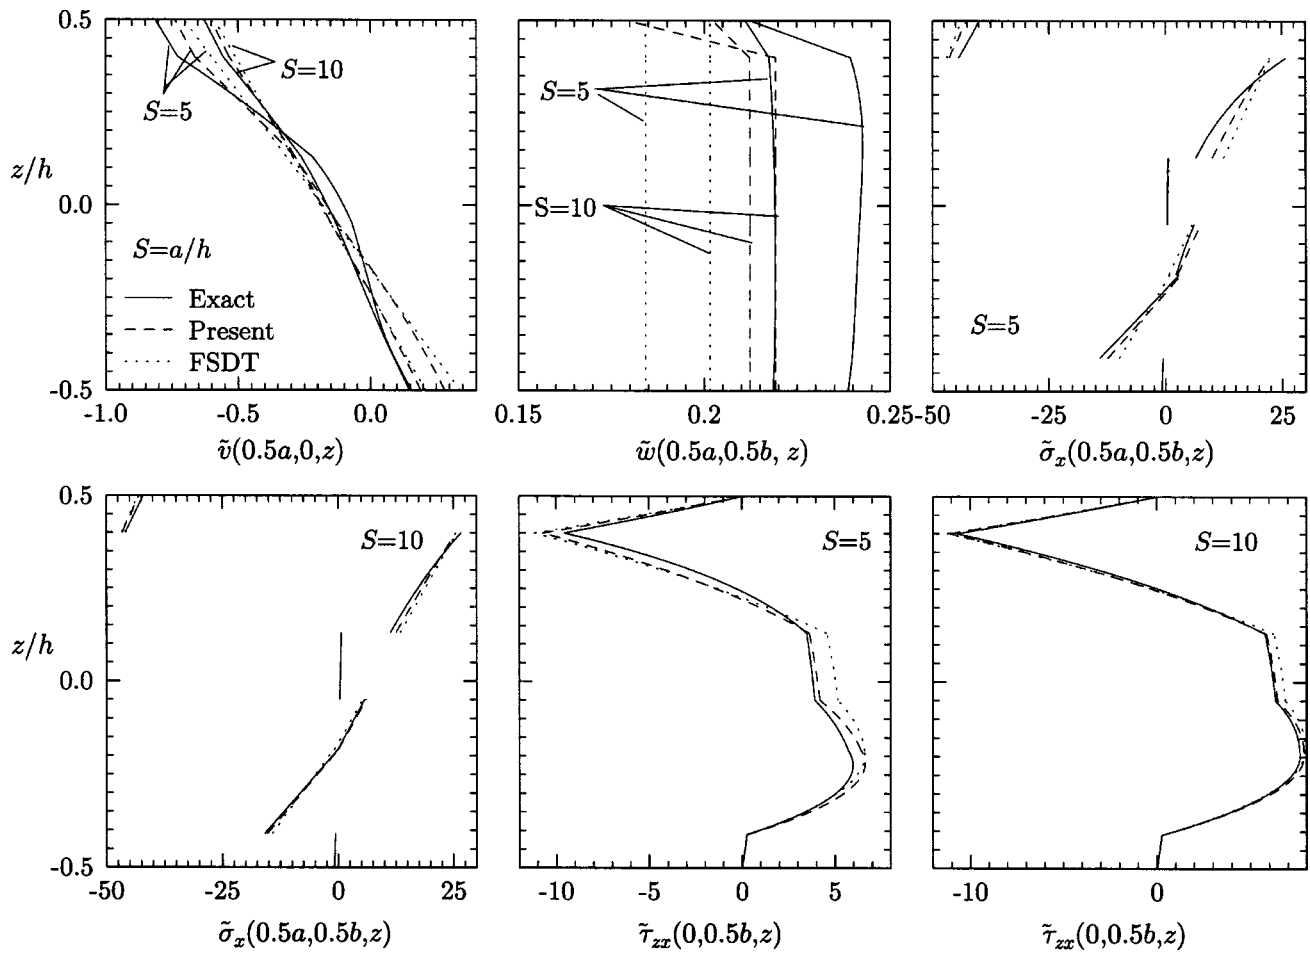 0.5
S=10
S=5
z/h
0.0
S=a/h
Exact
Present
FSDT
-0.5
-1.0 -0.5 0.0
ṽ(0.5a,0,z)
S=5
S=10
0.15 0.2 0.25
w̃(0.5a,0.5b, z)
S=5
-50 -25 0 25
σ̃x(0.5a,0.5b,z)
0.5
S=10
z/h
0.0
-0.5
-50 -25 0 25
σ̃x(0.5a,0.5b,z)
S=5
-10 -5 0 5
τ̃zx(0,0.5b,z)
S=10
-10 0
τ̃zx(0,0.5b,z)